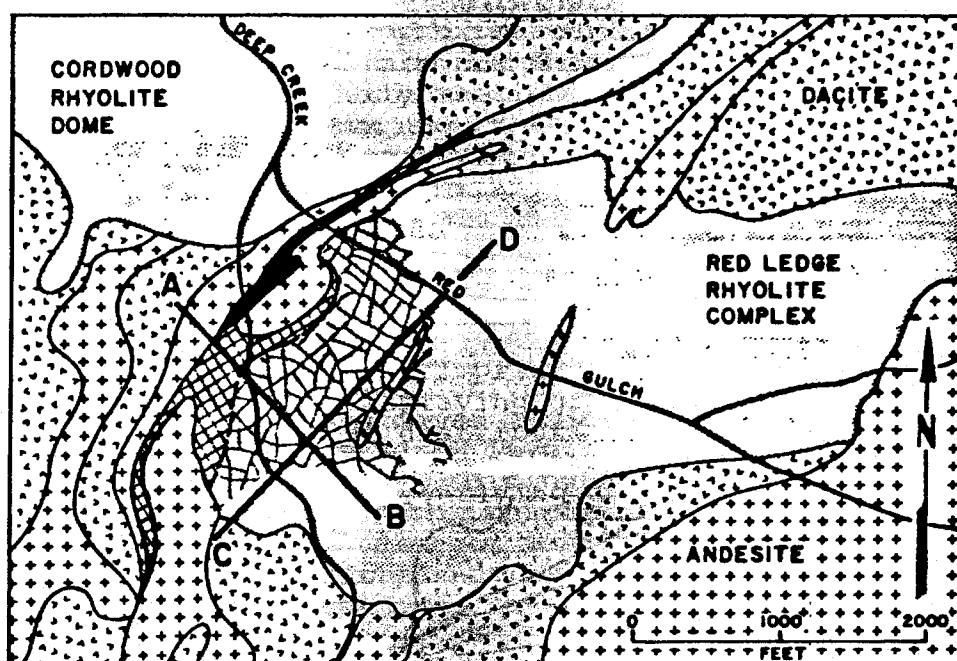 CORDWOOD
RHYOLITE
DOME
DEEP CREEK
DACITE
A
D
RED
RED LEDGE
RHYOLITE
COMPLEX
GULCH
N
B
C
ANDESITE
0 1000 2000
FEET